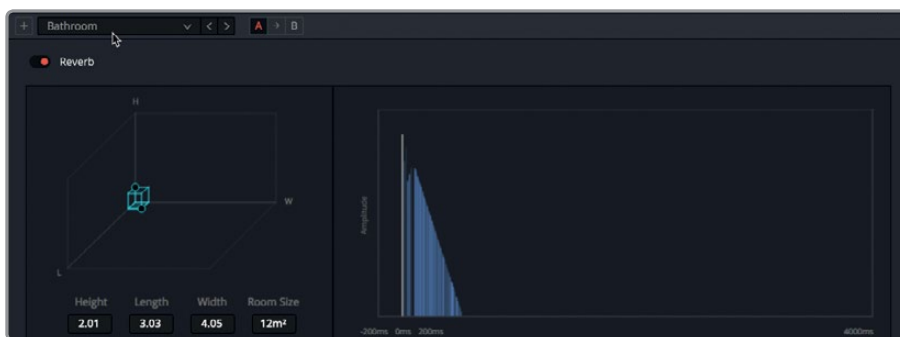 + Bathroom < > A B
Reverb
H
W
L
Amplitude
Height Length Width Room Size
2.01 3.03 4.05 12m²
-200ms 0ms 200ms 4000ms